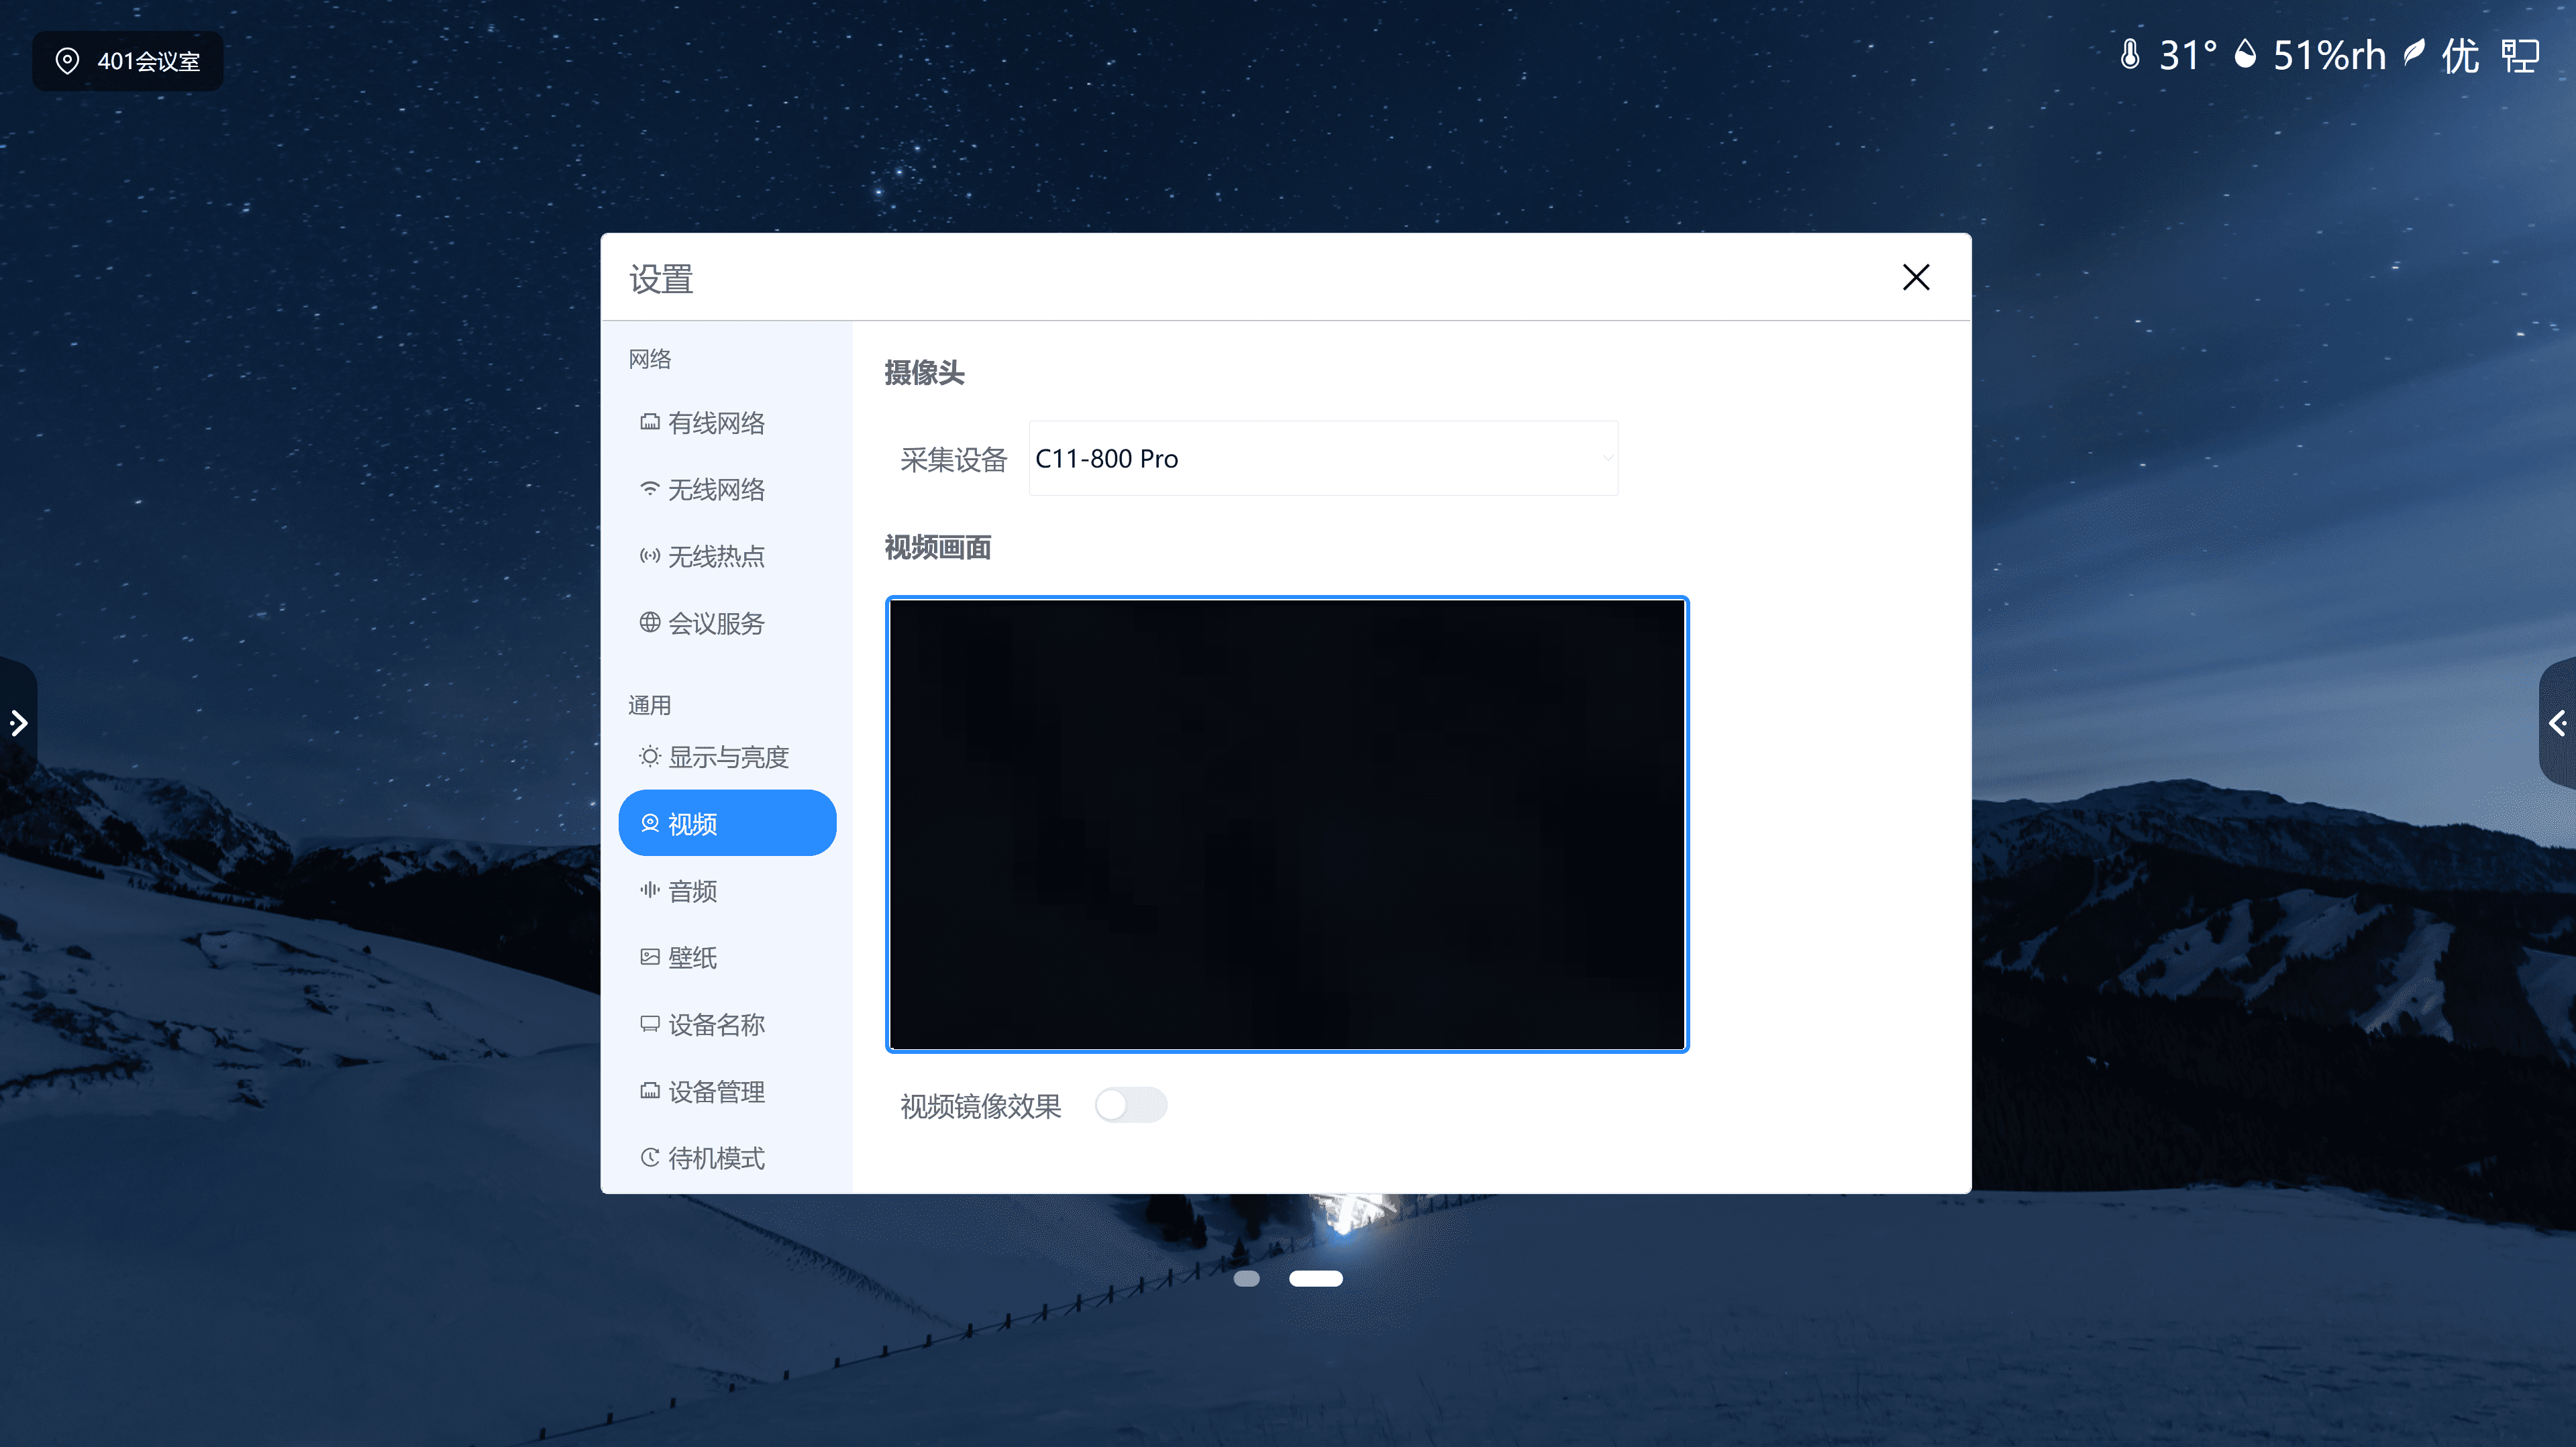 401会议室
31° 51%rh 优
设置
网络
有线网络
无线网络
无线热点
会议服务
通用
显示与亮度
视频
音频
壁纸
设备名称
设备管理
待机模式
摄像头
采集设备 C11-800 Pro
视频画面
视频镜像效果